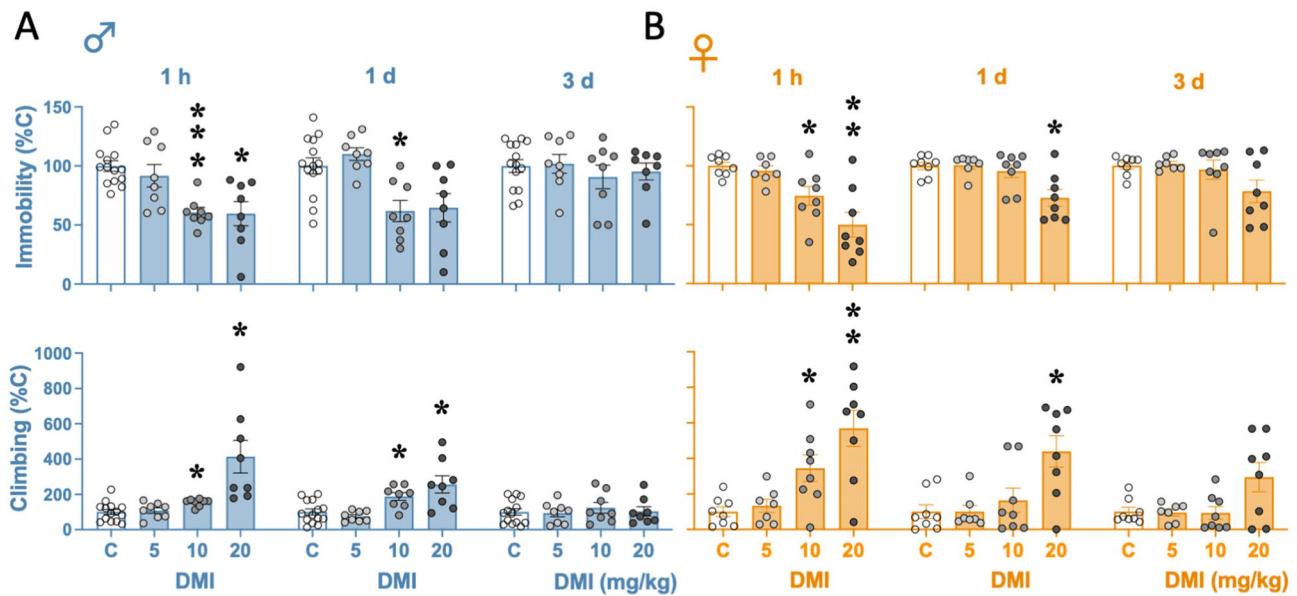 A
B
♂
♀
1 h
1 d
3 d
1 h
1 d
3 d
Immobility (%C)
150
100
50
0
*
*
*
*
*
*
*
*
*
Climbing (%C)
1000
800
600
400
200
0
*
*
*
*
*
*
*
*
C 5 10 20 C 5 10 20 C 5 10 20 C 5 10 20 C 5 10 20 C 5 10 20
DMI DMI DMI (mg/kg) DMI DMI DMI (mg/kg)